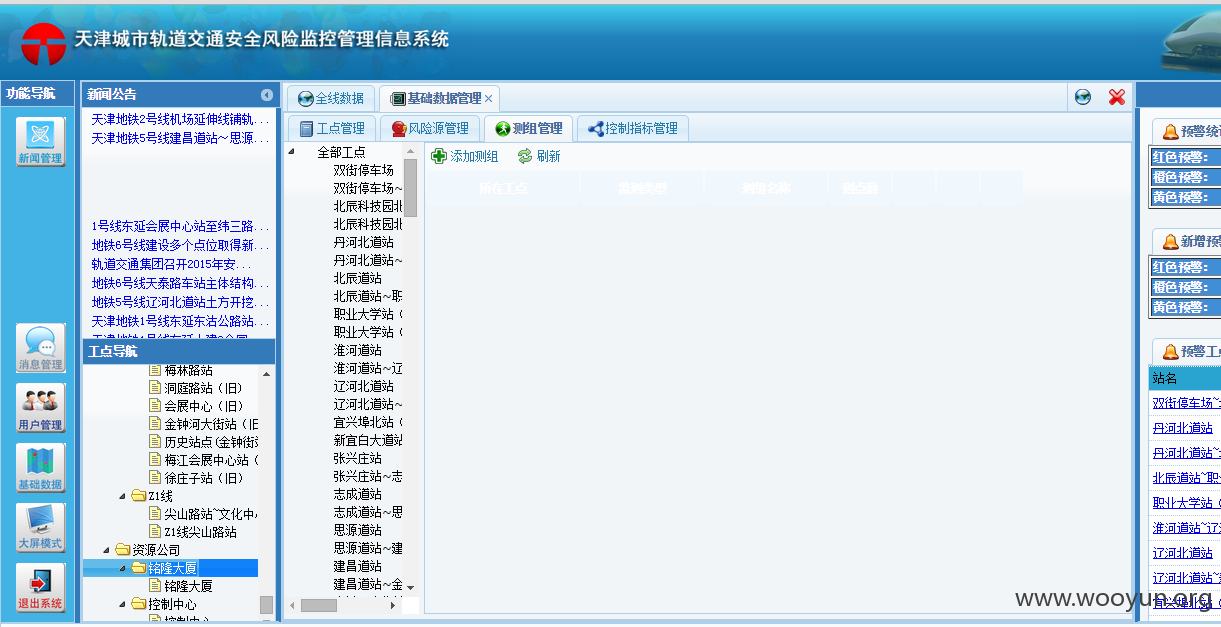 天津城市轨道交通安全风险监控管理信息系统
功能导航
新闻管理
消息管理
用户管理
基础数据
大屏模式
退出系统
新闻公告
天津地铁2号线机场延伸线铺轨...
天津地铁5号线建昌道站～思源...
1号线东延会展中心站至纬三路...
地铁6号线建设多个点位取得新...
轨道交通集团召开2015年安...
地铁6号线天泰路车站主体结构...
地铁5号线辽河北道站土方开挖...
天津地铁1号线东延东沽公路站...
工点导航
梅林路站
洞庭路站（旧）
会展中心（旧）
金钟河大街站（旧
历史站点(金钟街
梅江会展中心站（
徐庄子站（旧）
Z1线
尖山路站~文化中
Z1线尖山路站
资源公司
铭隆大厦
铭隆大厦
控制中心
控制中心
全线数据
基础数据管理
工点管理
风险源管理
测组管理
控制指标管理
全部工点
双街停车场
双街停车场~
北辰科技园北
北辰科技园北
丹河北道站
丹河北道站~
北辰道站
北辰道站~职
职业大学站（
职业大学站（
淮河道站
淮河道站~辽
辽河北道站
辽河北道站~
宜兴埠北站（
新宜白大道站
张兴庄站
张兴庄站~志
志成道站
志成道站~思
思源道站
思源道站~建
建昌道站
建昌道站~金
添加测组
刷新
所在工点
监测类型
测组名称
测点数
预警统
红色预警:
橙色预警:
黄色预警:
新增预
红色预警:
橙色预警:
黄色预警:
预警工
站名
双街停车场~
丹河北道站
丹河北道站~
北辰道站~职
职业大学站（
淮河道站~辽
辽河北道站
辽河北道站~
宜兴埠北站（
www.wooyun.org